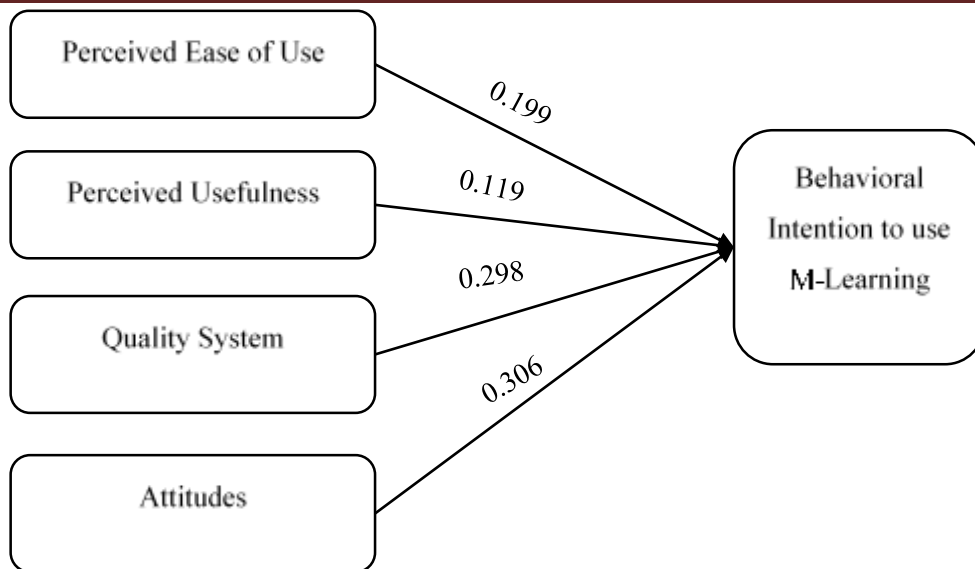 Perceived Ease of Use
0.199
Perceived Usefulness
0.119
Quality System
0.298
Attitudes
0.306
Behavioral
Intention to use
M-Learning